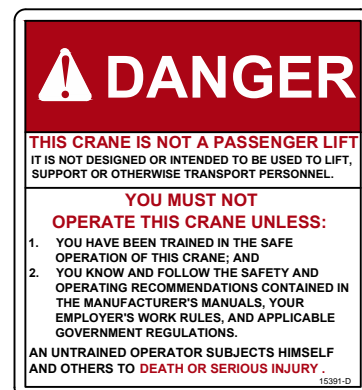 DANGER
THIS CRANE IS NOT A PASSENGER LIFT
IT IS NOT DESIGNED OR INTENDED TO BE USED TO LIFT,
SUPPORT OR OTHERWISE TRANSPORT PERSONNEL.
YOU MUST NOT
OPERATE THIS CRANE UNLESS:
1. YOU HAVE BEEN TRAINED IN THE SAFE
OPERATION OF THIS CRANE; AND
2. YOU KNOW AND FOLLOW THE SAFETY AND
OPERATING RECOMMENDATIONS CONTAINED IN
THE MANUFACTURER'S MANUALS, YOUR
EMPLOYER'S WORK RULES, AND APPLICABLE
GOVERNMENT REGULATIONS.
AN UNTRAINED OPERATOR SUBJECTS HIMSELF
AND OTHERS TO DEATH OR SERIOUS INJURY .
15391-D